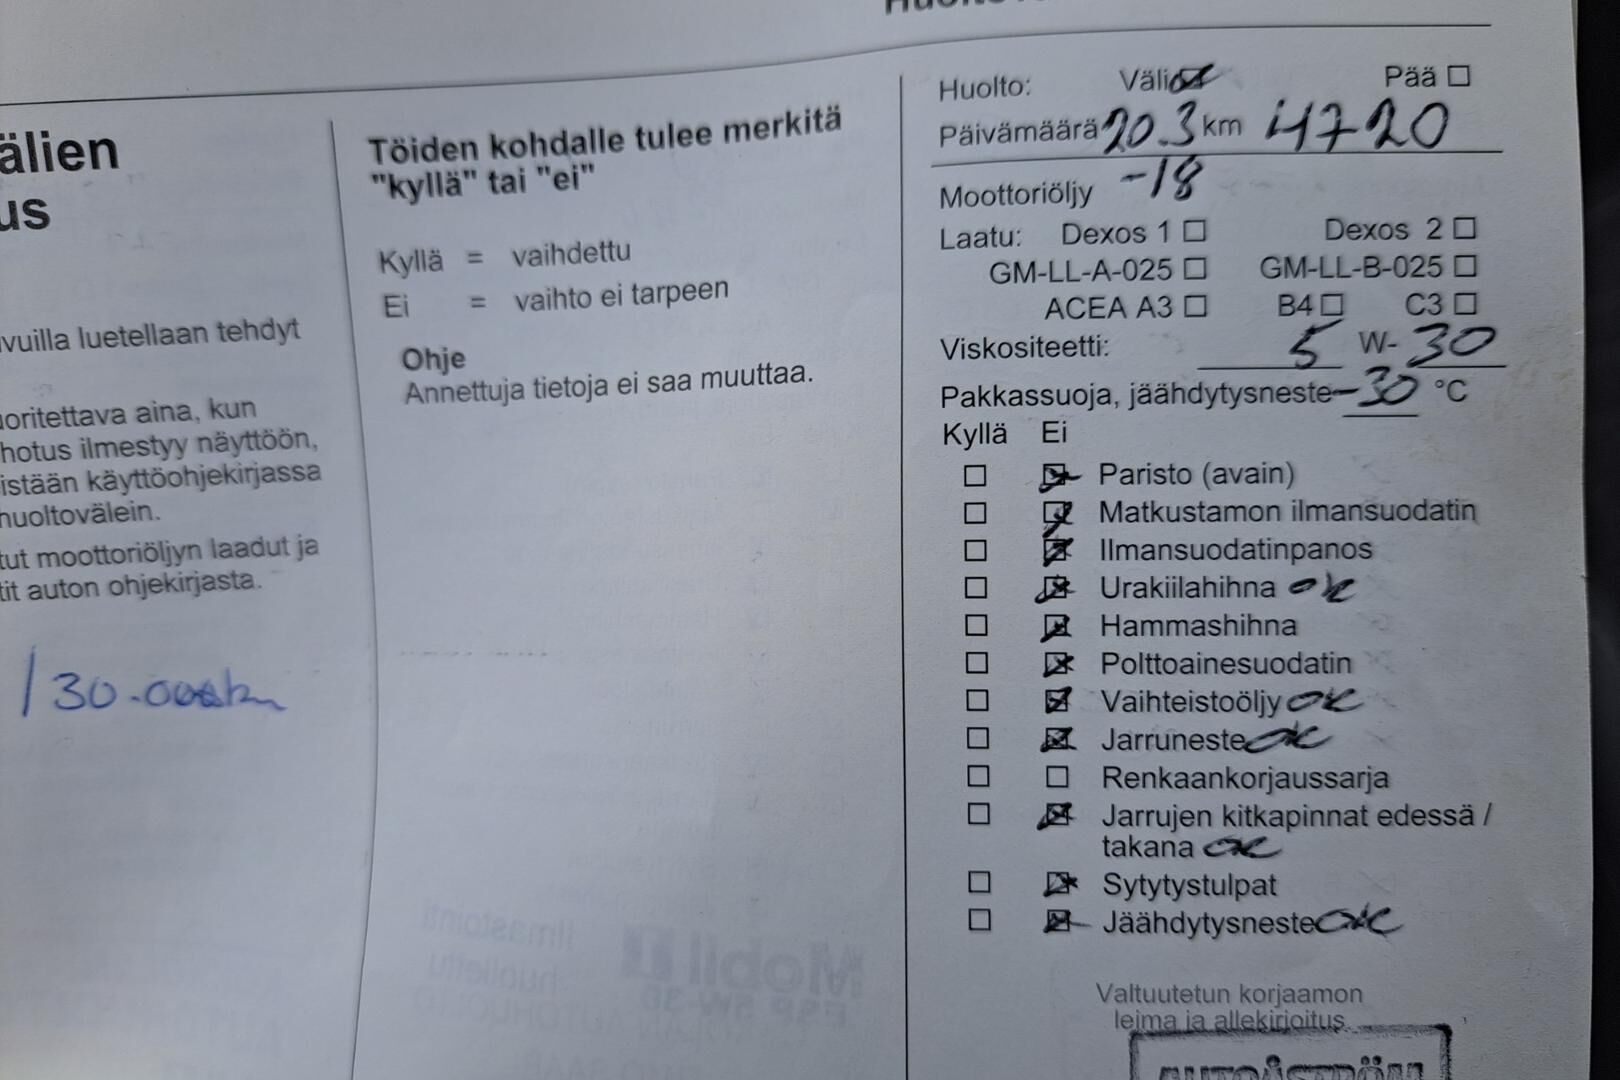 älien
us
vuilla luetellaan tehdyt
oritettava aina, kun
hotus ilmestyy näyttöön,
istään käyttöohjekirjassa
huoltovälein.
tut moottoriöljyn laadut ja
tit auton ohjekirjasta.
/30.000km
Töiden kohdalle tulee merkitä
"kyllä" tai "ei"
Kyllä = vaihdettu
Ei = vaihto ei tarpeen
Ohje
Annettuja tietoja ei saa muuttaa.
Huolto: Väli Pää
Päivämäärä 20.3 km 14720
-18
Moottoriöljy
Laatu: Dexos 1 Dexos 2
GM-LL-A-025 GM-LL-B-025
ACEA A3 B4 C3
Viskositeetti: 5 W- 30
Pakkassuoja, jäähdytysneste -30 °C
Kyllä Ei
Paristo (avain)
Matkustamon ilmansuodatin
Ilmansuodatinpanos
Urakiilahihna ok
Hammashihna
Polttoainesuodatin
Vaihteistoöljy ok
Jarruneste ok
Renkaankorjaussarja
Jarrujen kitkapinnat edessä /
takana ok
Sytytystulpat
Jäähdytysneste ok
Valtuutetun korjaamon
leima ja allekirjoitus